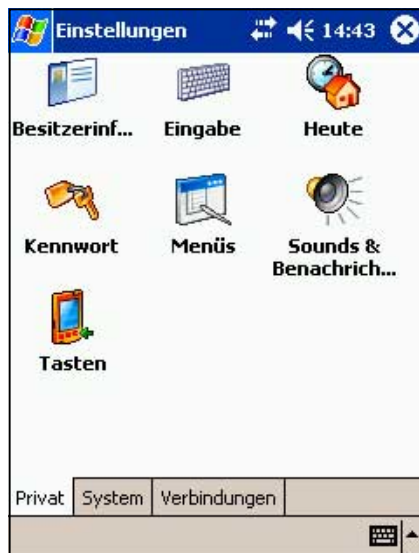 Einstellungen 14:43
Besitzerinf... Eingabe Heute
Kennwort Menüs Sounds &
Benachrich...
Tasten
Privat System Verbindungen